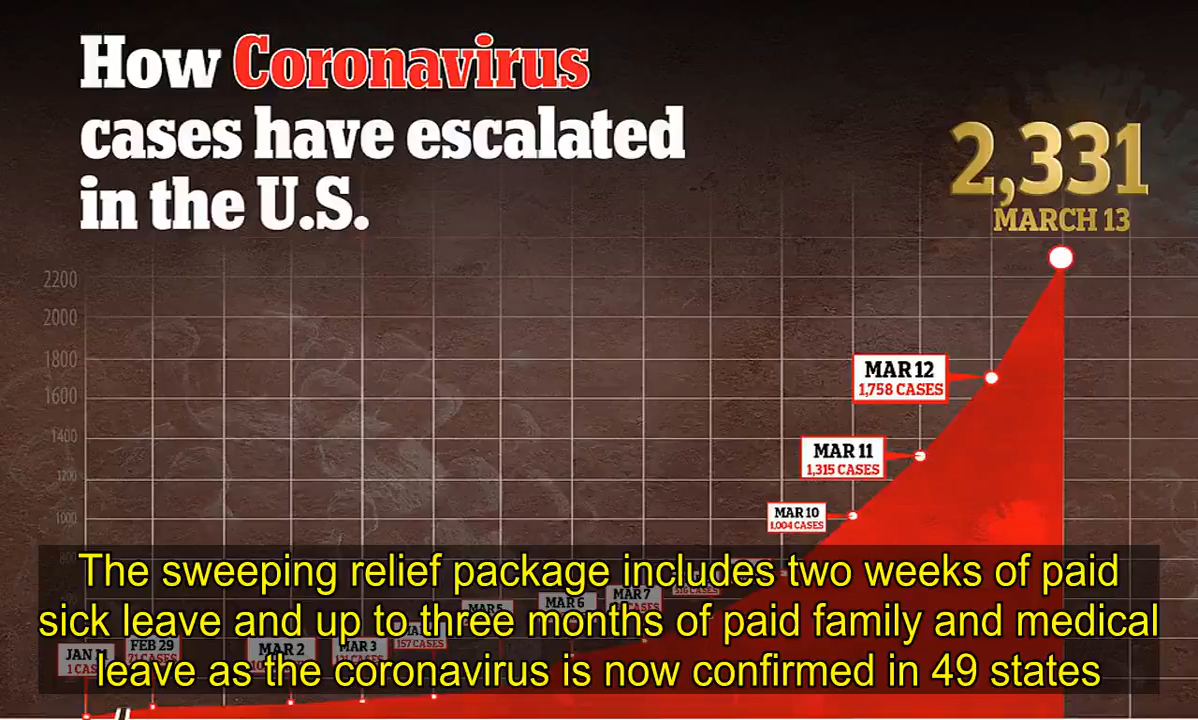 How Coronavirus
cases have escalated
in the U.S.
2,331
MARCH 13
2200
2000
1800
1600
1400
1200
1000
MAR 12
1,758 CASES
MAR 11
1,315 CASES
MAR 10
1,004 CASES
MAR 7
MAR 6
157 CASES
FEB 29
MAR 2
MAR 3
The sweeping relief package includes two weeks of paid
sick leave and up to three months of paid family and medical
leave as the coronavirus is now confirmed in 49 states